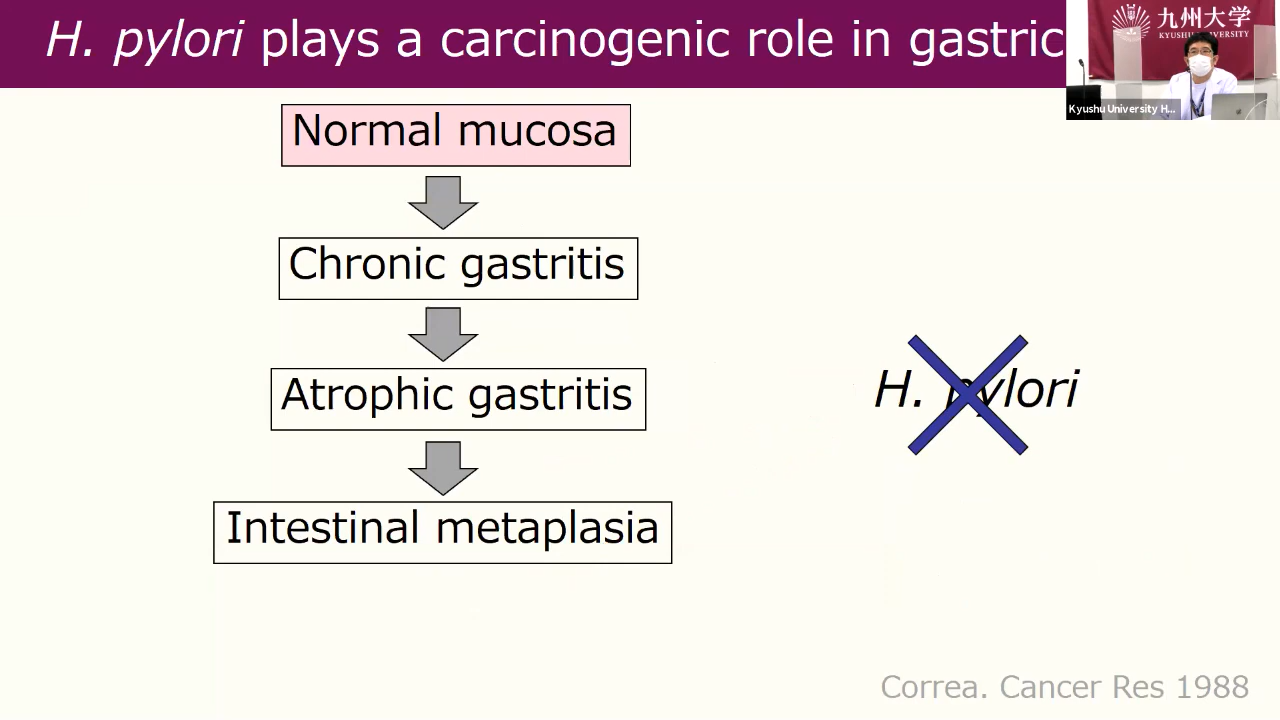 H. pylori plays a carcinogenic role in gastric
九州大学
KYUSHU UNIVERSITY
Kyushu University H...
Normal mucosa
Chronic gastritis
Atrophic gastritis
H. pylori
Intestinal metaplasia
Correa. Cancer Res 1988